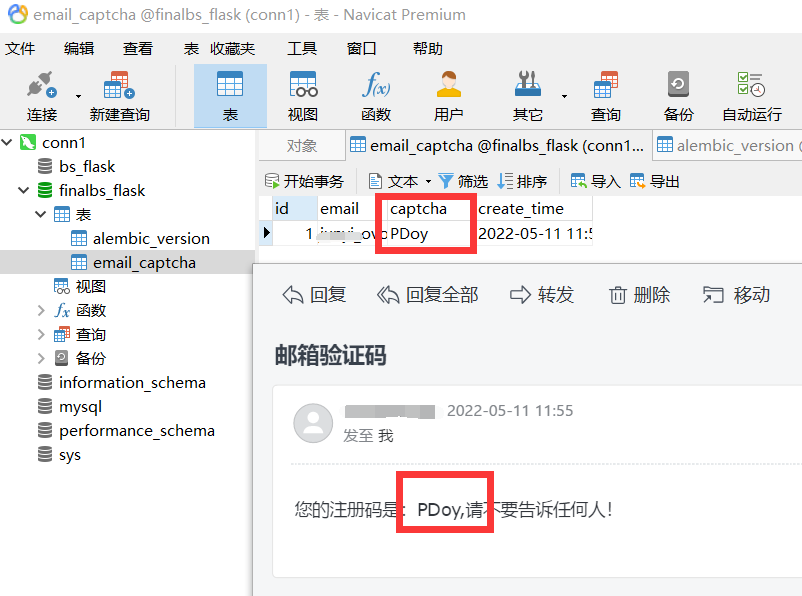 email_captcha @finalbs_flask (conn1) - 表 - Navicat Premium
文件 编辑 查看 表 收藏夹 工具 窗口 帮助
连接 新建查询 表 视图 函数 用户 其它 查询 备份 自动运行
conn1
bs_flask
finalbs_flask
表
alembic_version
email_captcha
视图
函数
查询
备份
information_schema
mysql
performance_schema
sys
对象 email_captcha @finalbs_flask (conn1... alembic_version
开始事务 文本 筛选 排序 导入 导出
id email captcha create_time
1 PDoy 2022-05-11 11:5
回复 回复全部 转发 删除 移动
邮箱验证码
2022-05-11 11:55
发至 我
您的注册码是：PDoy,请不要告诉任何人!